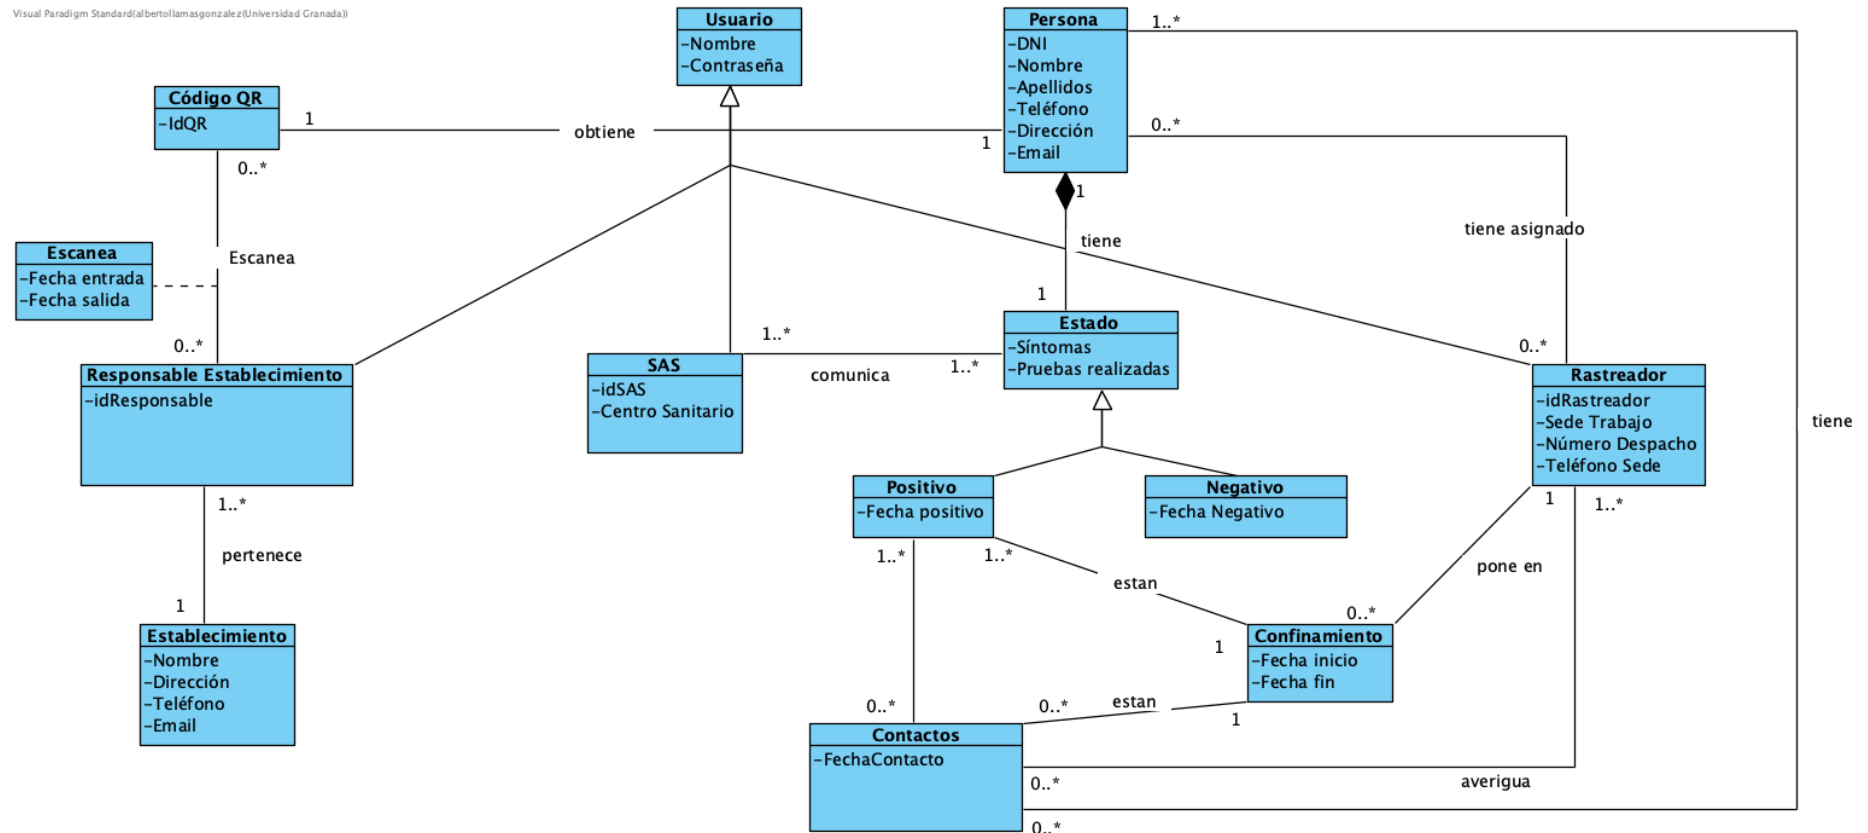 Visual Paradigm Standard(albertollamasgonzalez(Universidad Granada))
Usuario
-Nombre
-Contraseña
Persona
-DNI
-Nombre
-Apellidos
-Teléfono
-Dirección
-Email
1..*
0..*
Código QR
-IdQR
1
obtiene
1
0..*
1
tiene
tiene asignado
Escanea
-Fecha entrada
-Fecha salida
Escanea
0..*
1
Estado
-Síntomas
-Pruebas realizadas
1..*
comunica
1..*
0..*
Responsable Establecimiento
-idResponsable
SAS
-idSAS
-Centro Sanitario
Rastreador
-idRastreador
-Sede Trabajo
-Número Despacho
-Teléfono Sede
tiene
Positivo
-Fecha positivo
Negativo
-Fecha Negativo
1..*
pertenece
1
1..*
1..*
estan
1
1
1..*
pone en
0..*
Establecimiento
-Nombre
-Dirección
-Teléfono
-Email
Confinamiento
-Fecha inicio
-Fecha fin
0..*
0..*
estan
1
Contactos
-FechaContacto
0..*
averigua
0..*